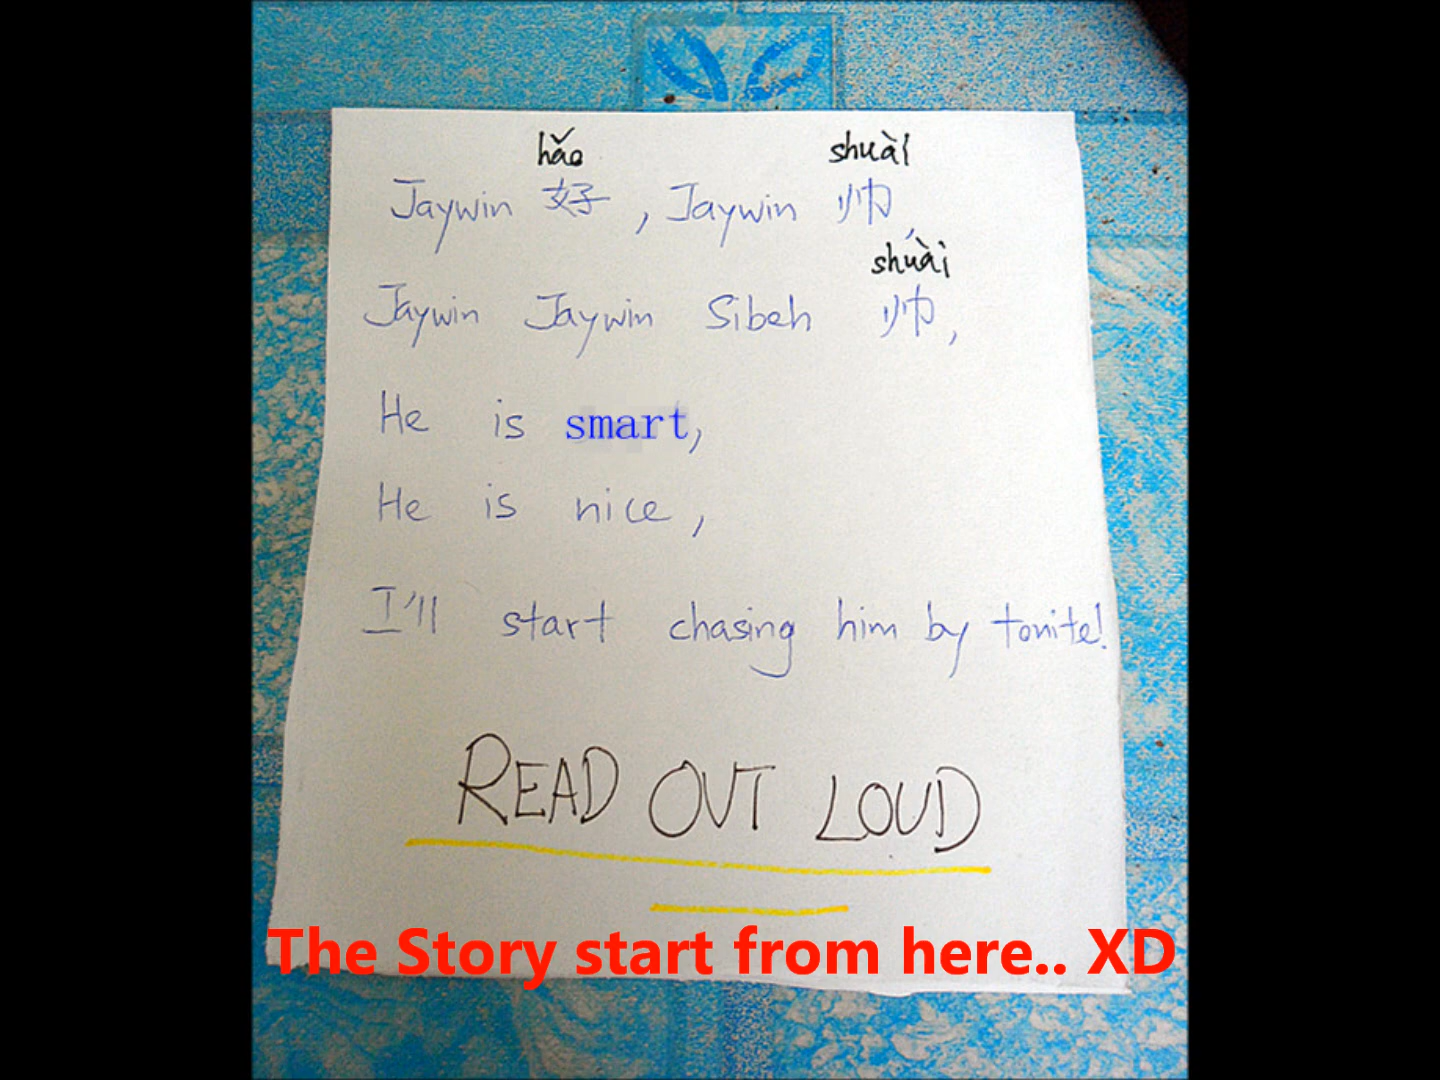 hǎo shuàì
Jaywin 好, Jaywin 帅,
shuài
Jaywin Jaywin Sibeh 帅,
He is smart,
He is nice,
I'll start chasing him by tonite!
READ OUT LOUD
The Story start from here.. XD